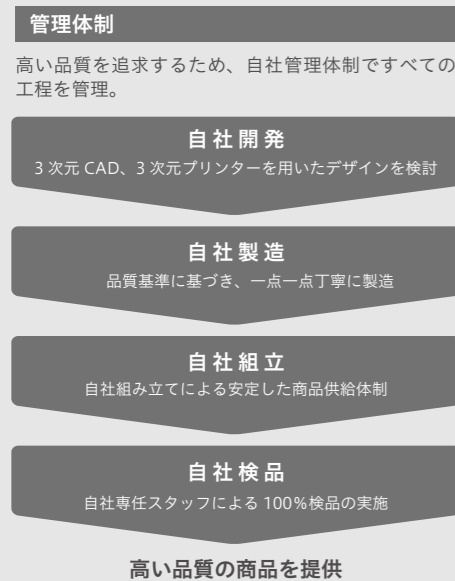 管理体制
高い品質を追求するため、自社管理体制ですべての
工程を管理。
自社開発
3次元 CAD、3次元プリンターを用いたデザインを検討
自社製造
品質基準に基づき、一点一点丁寧に製造
自社組立
自社組み立てによる安定した商品供給体制
自社検品
自社専任スタッフによる 100%検品の実施
高い品質の商品を提供